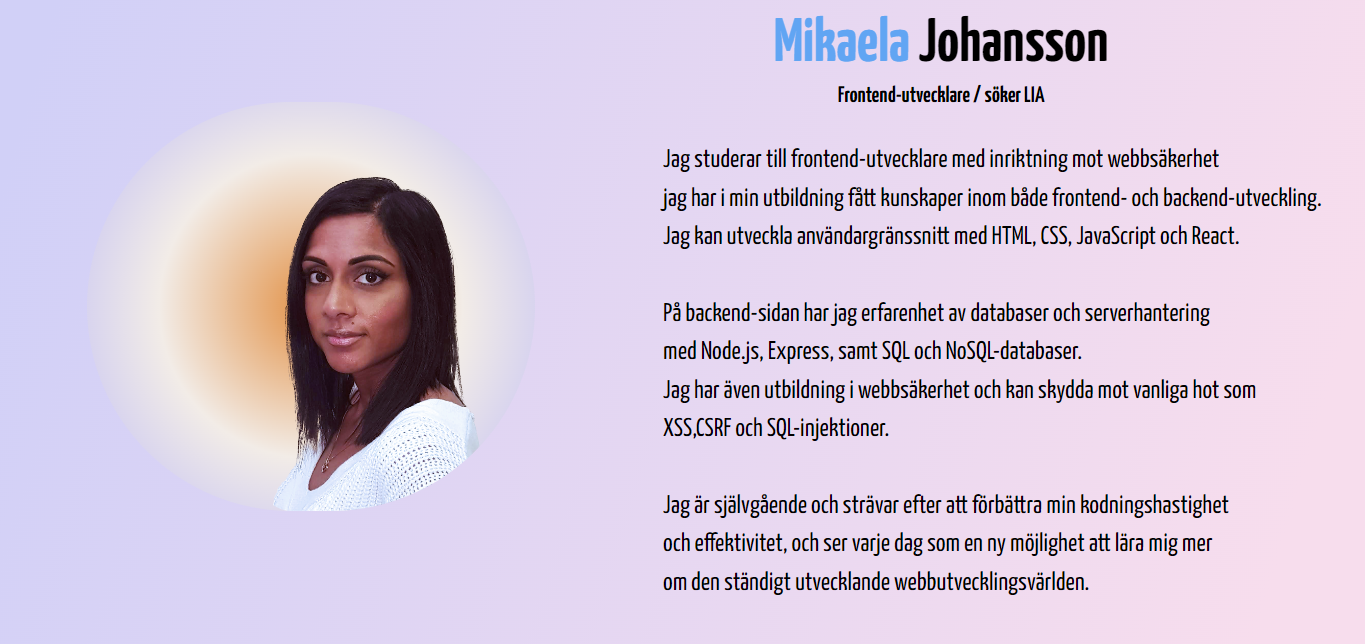 Mikaela Johansson
Frontend-utvecklare / söker LIA
Jag studerar till frontend-utvecklare med inriktning mot webbsäkerhet
jag har i min utbildning fått kunskaper inom både frontend- och backend-utveckling.
Jag kan utveckla användargränssnitt med HTML, CSS, JavaScript och React.
På backend-sidan har jag erfarenhet av databaser och serverhantering
med Node.js, Express, samt SQL och NoSQL-databaser.
Jag har även utbildning i webbsäkerhet och kan skydda mot vanliga hot som
XSS,CSRF och SQL-injektioner.
Jag är självgående och strävar efter att förbättra min kodningshastighet
och effektivitet, och ser varje dag som en ny möjlighet att lära mig mer
om den ständigt utvecklande webbutvecklingsvärlden.